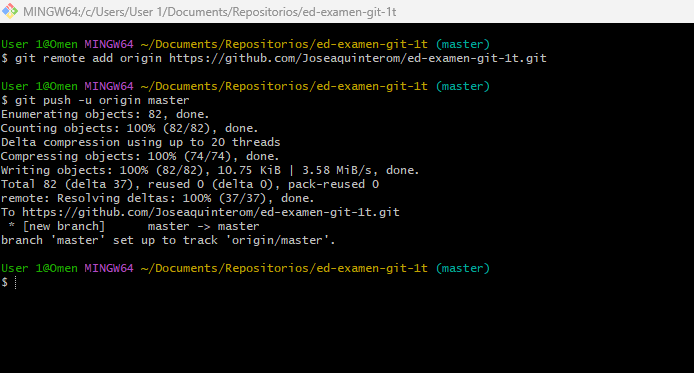 MINGW64:/c/Users/User 1/Documents/Repositorios/ed-examen-git-1t
User 1@Omen MINGW64 ~/Documents/Repositorios/ed-examen-git-1t (master)
$ git remote add origin https://github.com/Joseaquinterom/ed-examen-git-1t.git
User 1@Omen MINGW64 ~/Documents/Repositorios/ed-examen-git-1t (master)
$ git push -u origin master
Enumerating objects: 82, done.
Counting objects: 100% (82/82), done.
Delta compression using up to 20 threads
Compressing objects: 100% (74/74), done.
Writing objects: 100% (82/82), 10.75 KiB | 3.58 MiB/s, done.
Total 82 (delta 37), reused 0 (delta 0), pack-reused 0
remote: Resolving deltas: 100% (37/37), done.
To https://github.com/Joseaquinterom/ed-examen-git-1t.git
 * [new branch]      master -> master
branch 'master' set up to track 'origin/master'.
User 1@Omen MINGW64 ~/Documents/Repositorios/ed-examen-git-1t (master)
$